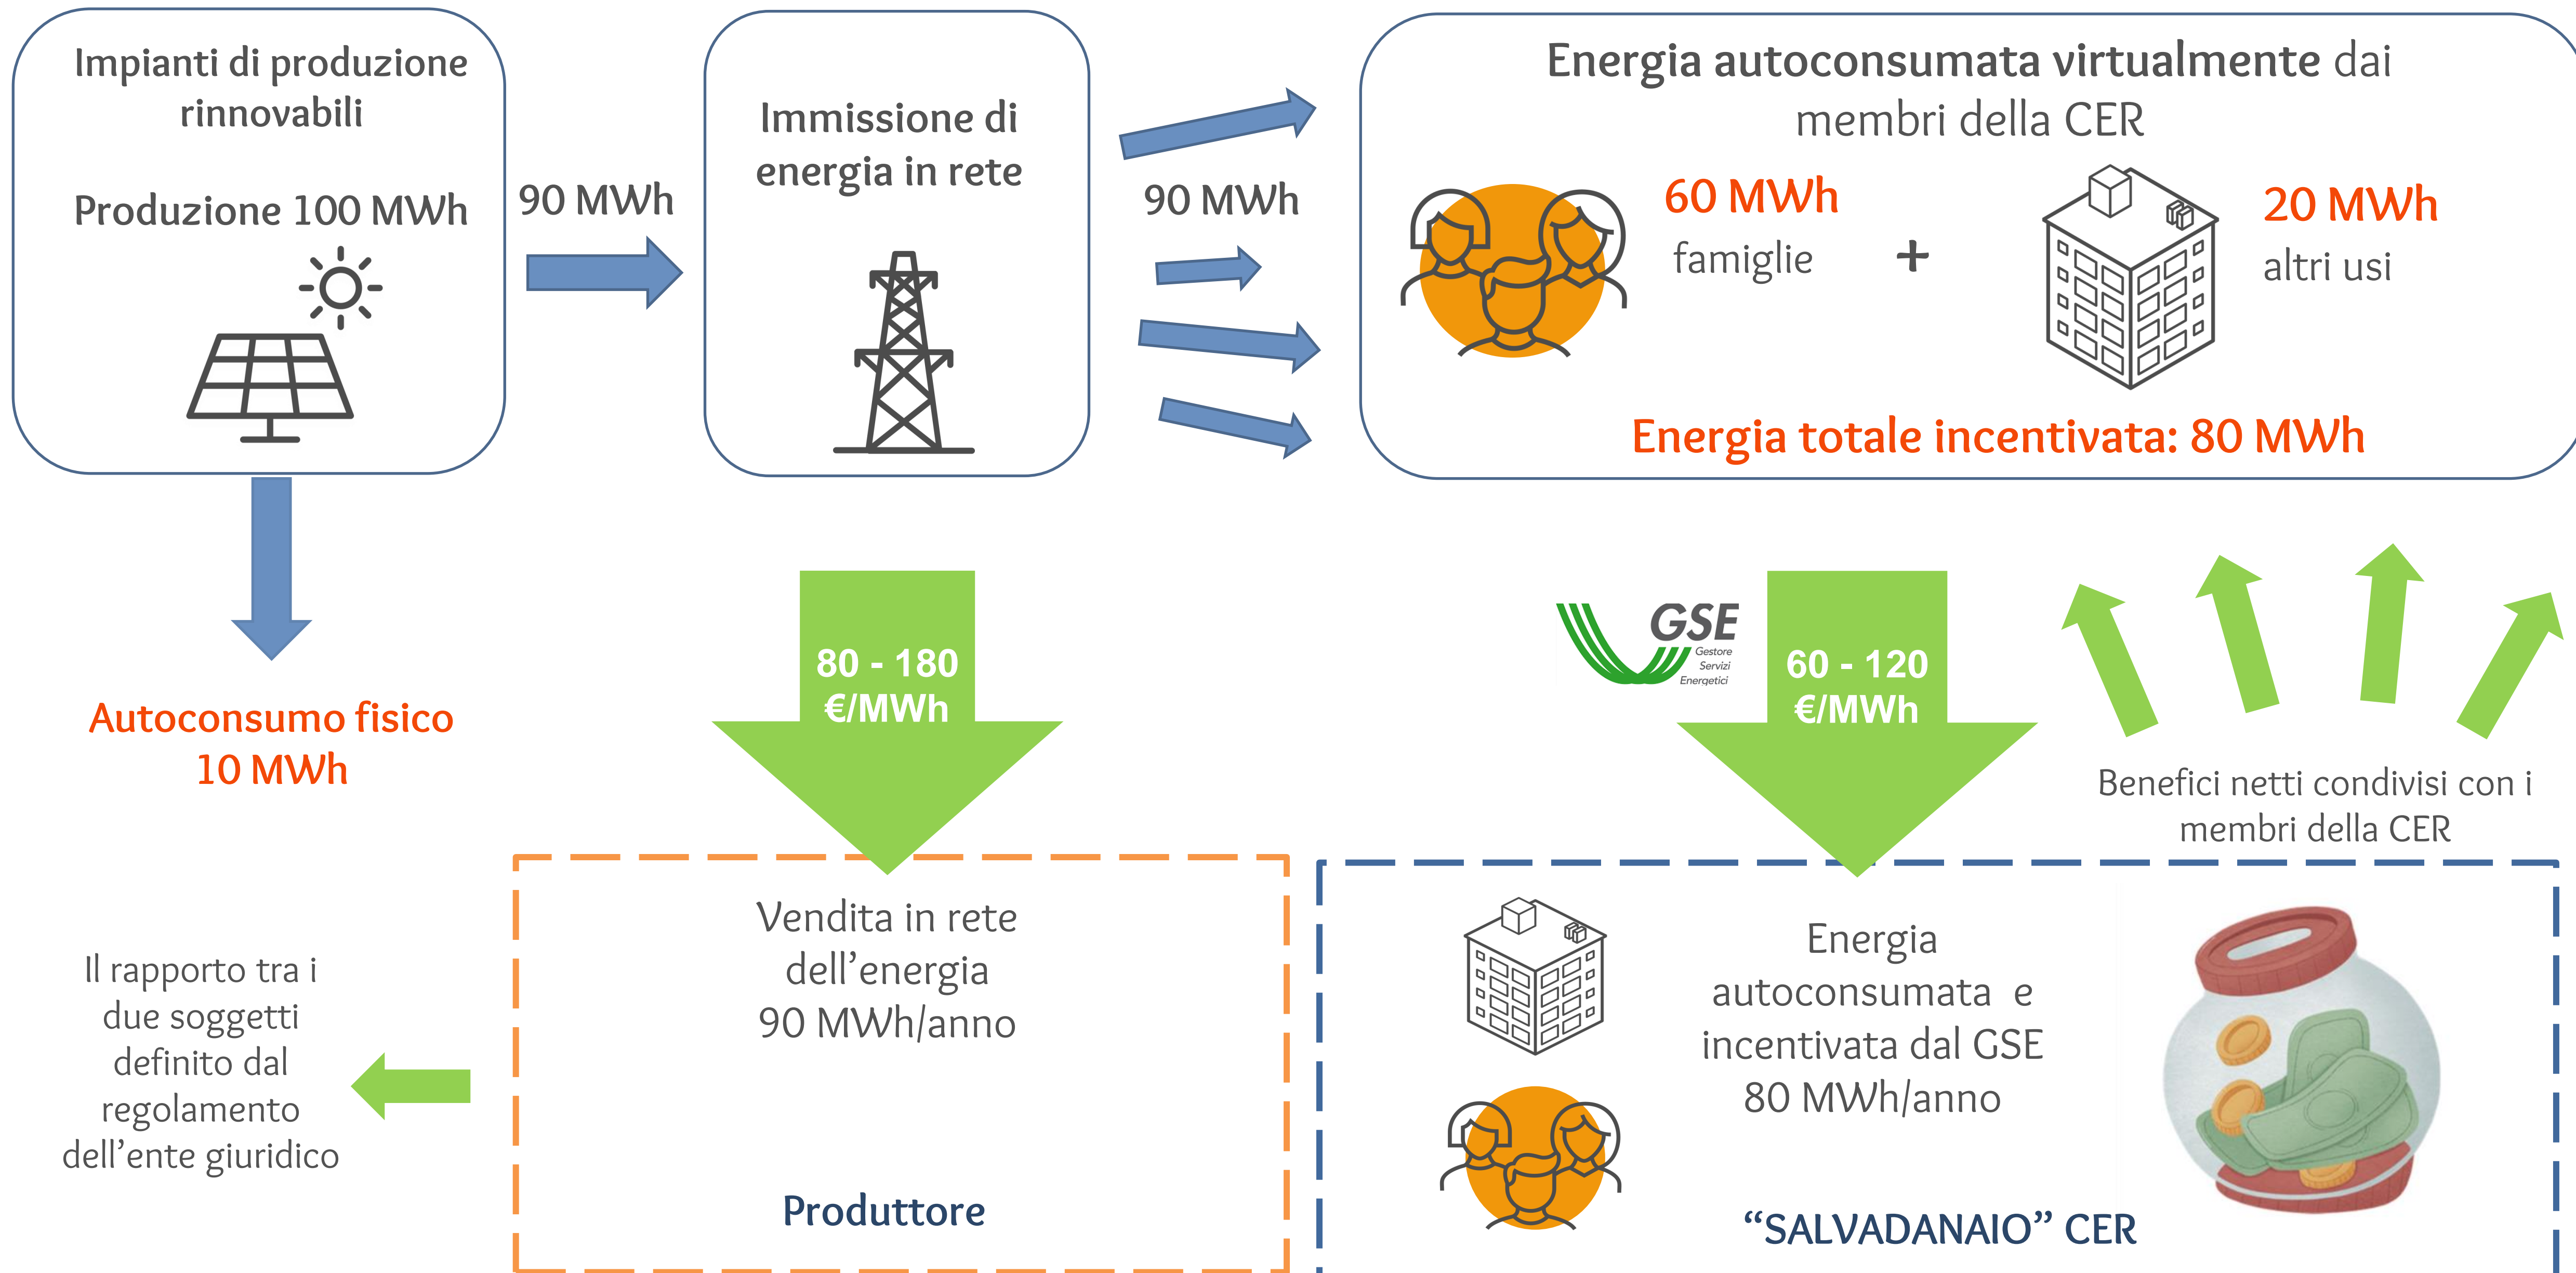 Impianti di produzione
rinnovabili
Produzione 100 MWh
90 MWh
Immissione di
energia in rete
90 MWh
Energia autoconsumata virtualmente dai
membri della CER
60 MWh
famiglie
+
20 MWh
altri usi
Energia totale incentivata: 80 MWh
Autoconsumo fisico
10 MWh
80 - 180
€/MWh
GSE
Gestore
Servizi
Energetici
60 - 120
€/MWh
Benefici netti condivisi con i
membri della CER
Il rapporto tra i
due soggetti
definito dal
regolamento
dell’ente giuridico
Vendita in rete
dell’energia
90 MWh/anno
Produttore
Energia
autoconsumata e
incentivata dal GSE
80 MWh/anno
“SALVADANAIO” CER